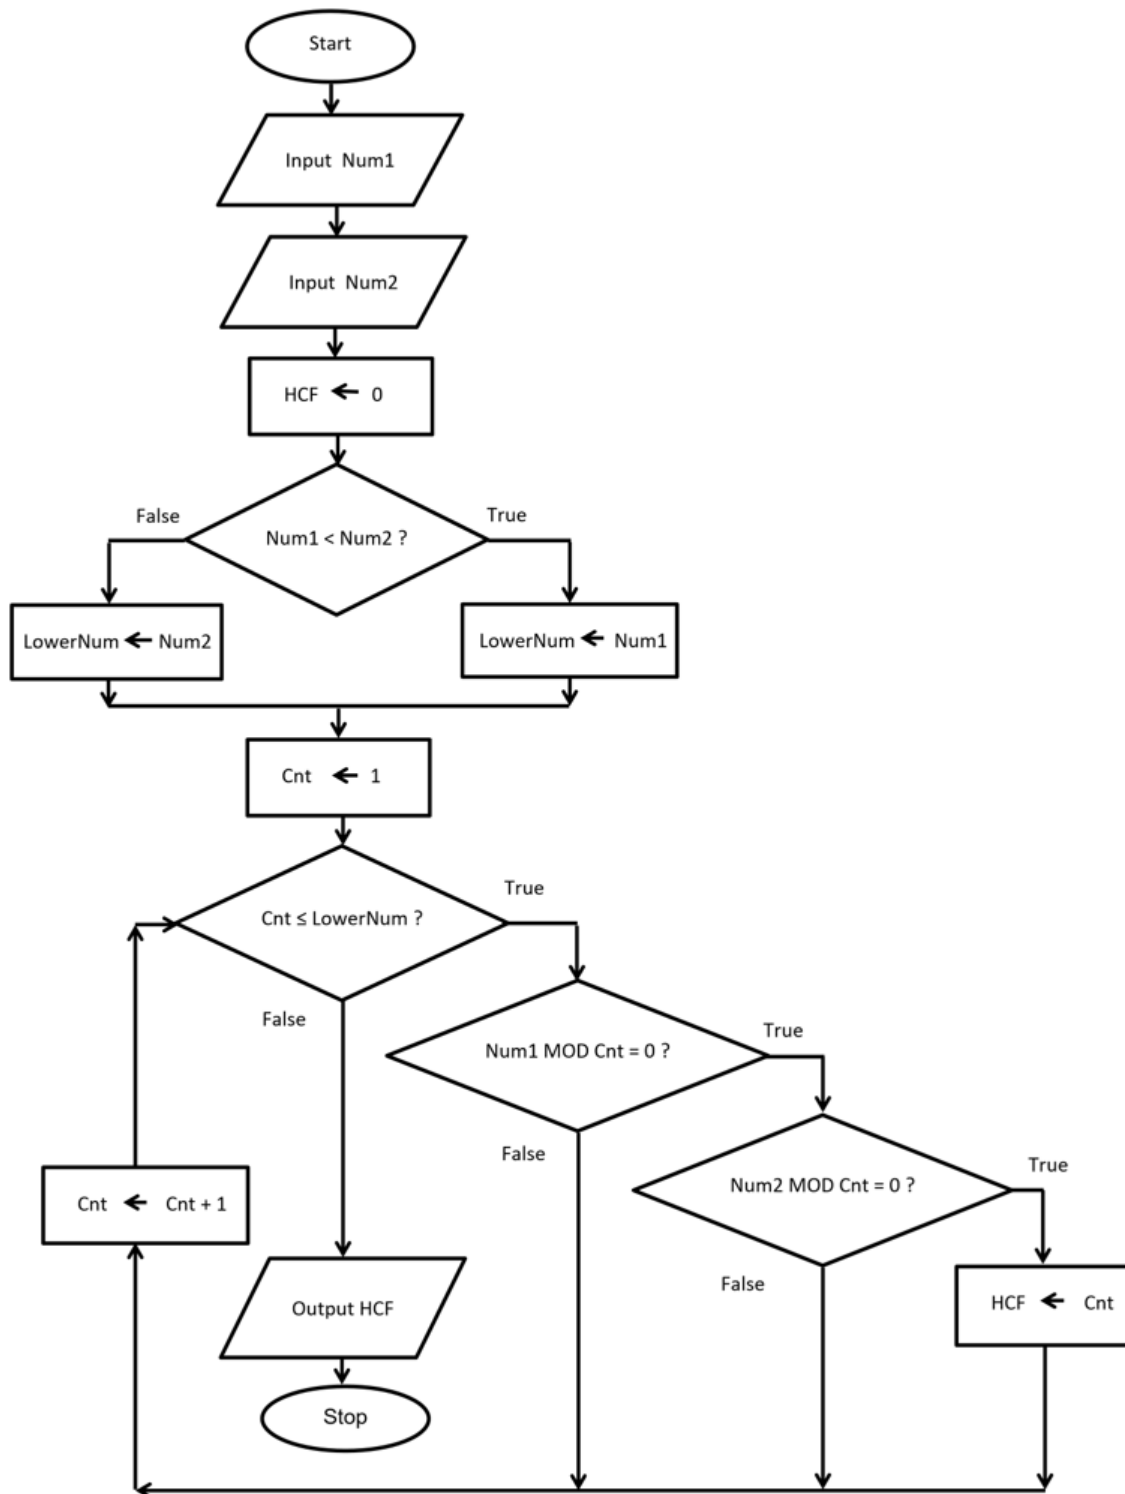 Start
Input Num1
Input Num2
HCF ← 0
Num1 < Num2 ?
False
True
LowerNum ← Num2
LowerNum ← Num1
Cnt ← 1
Cnt ≤ LowerNum ?
True
False
Num1 MOD Cnt = 0 ?
True
False
Num2 MOD Cnt = 0 ?
True
False
Cnt ← Cnt + 1
HCF ← Cnt
Output HCF
Stop